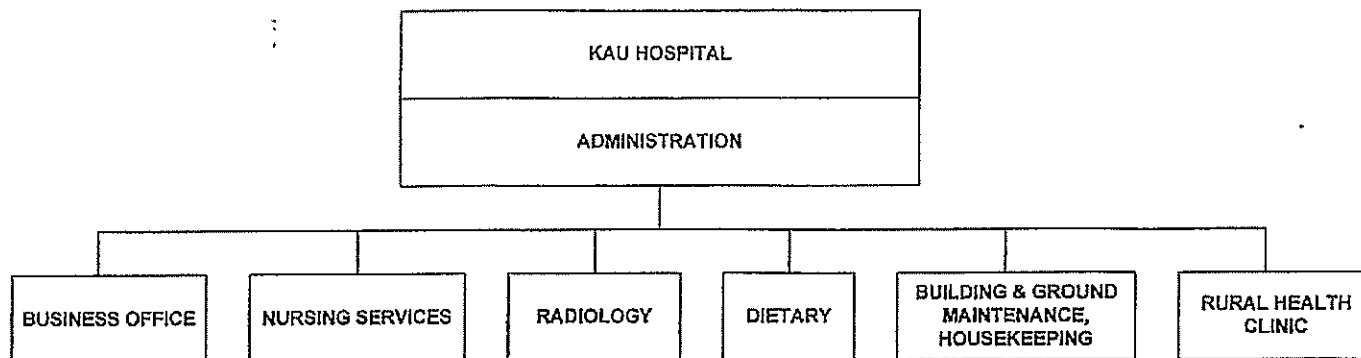 KAU HOSPITAL
ADMINISTRATION
BUSINESS OFFICE
NURSING SERVICES
RADIOLOGY
DIETARY
BUILDING & GROUND
MAINTENANCE,
HOUSEKEEPING
RURAL HEALTH
CLINIC